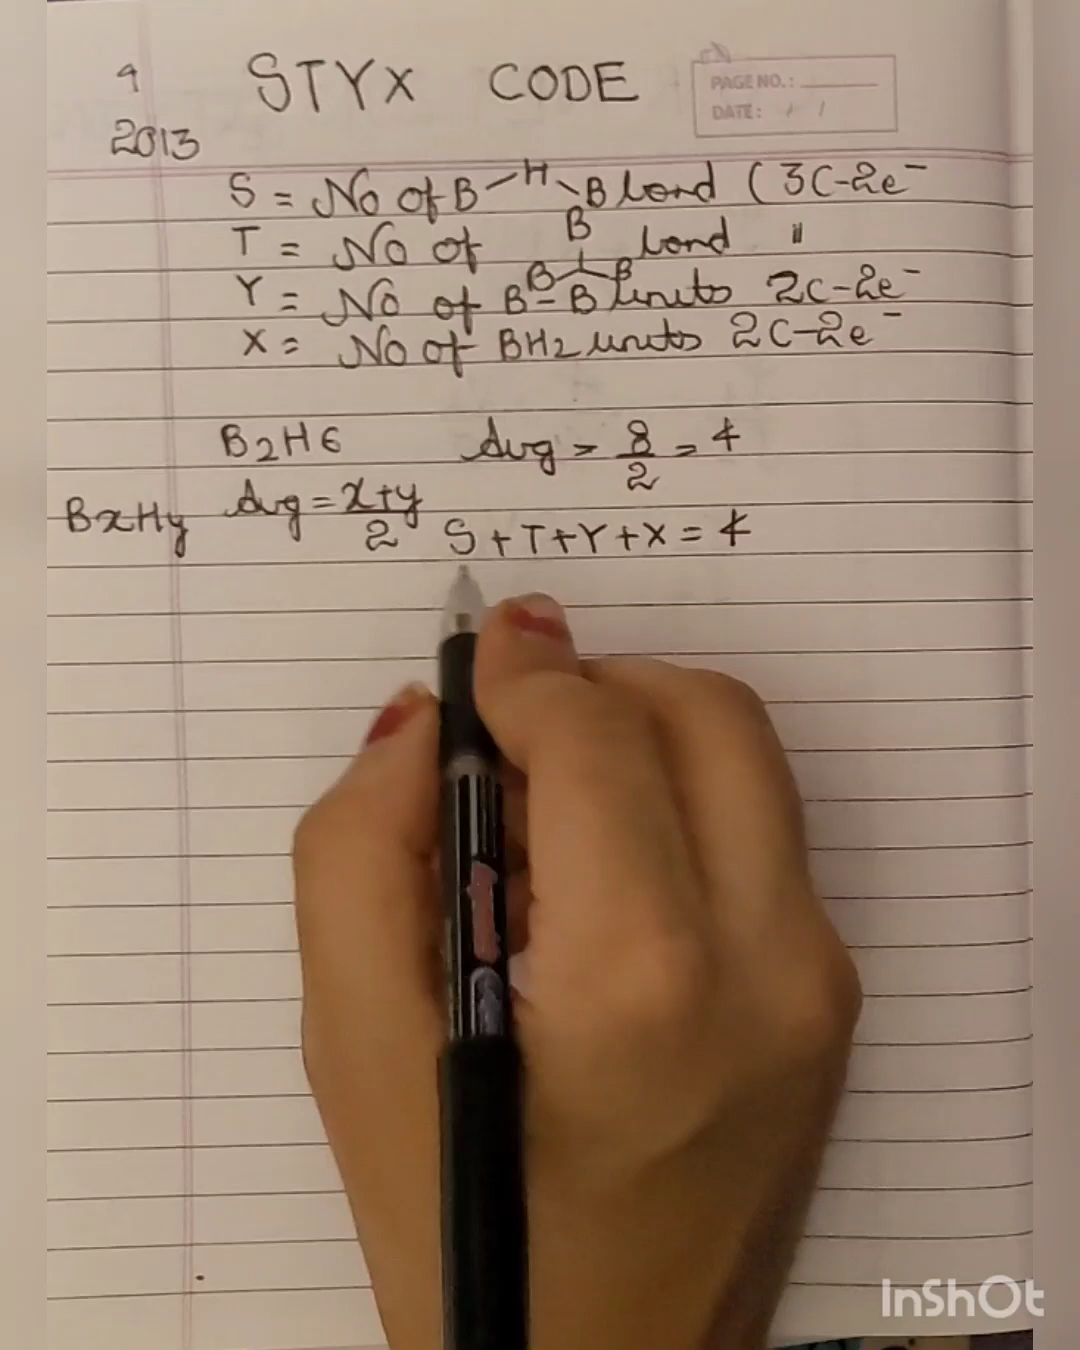 9
2013
STYX CODE
PAGE NO.:
DATE: / /
S = No of B-H-B bond (3C-2e-
T = No of B B B bond "
Y = No of B-B units 2c-2e-
X = No of BH2 units 2c-2e-
B2H6 Avg = 8/2 = 4
BxHy Avg = x+y/2
S+T+Y+X = 4
InShOt